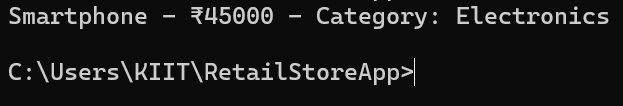 Smartphone - ₹45000 - Category: Electronics
C:\Users\KIIT\RetailStoreApp>